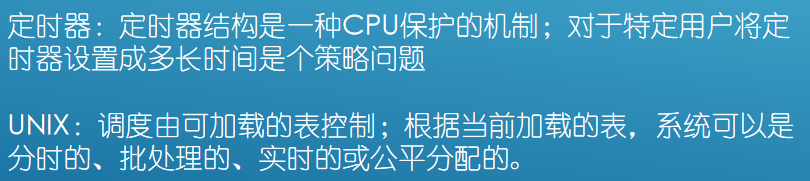 定时器：定时器结构是一种CPU保护的机制；对于特定用户将定
时器设置成多长时间是个策略问题
UNIX：调度由可加载的表控制；根据当前加载的表，系统可以是
分时的、批处理的、实时的或公平分配的。